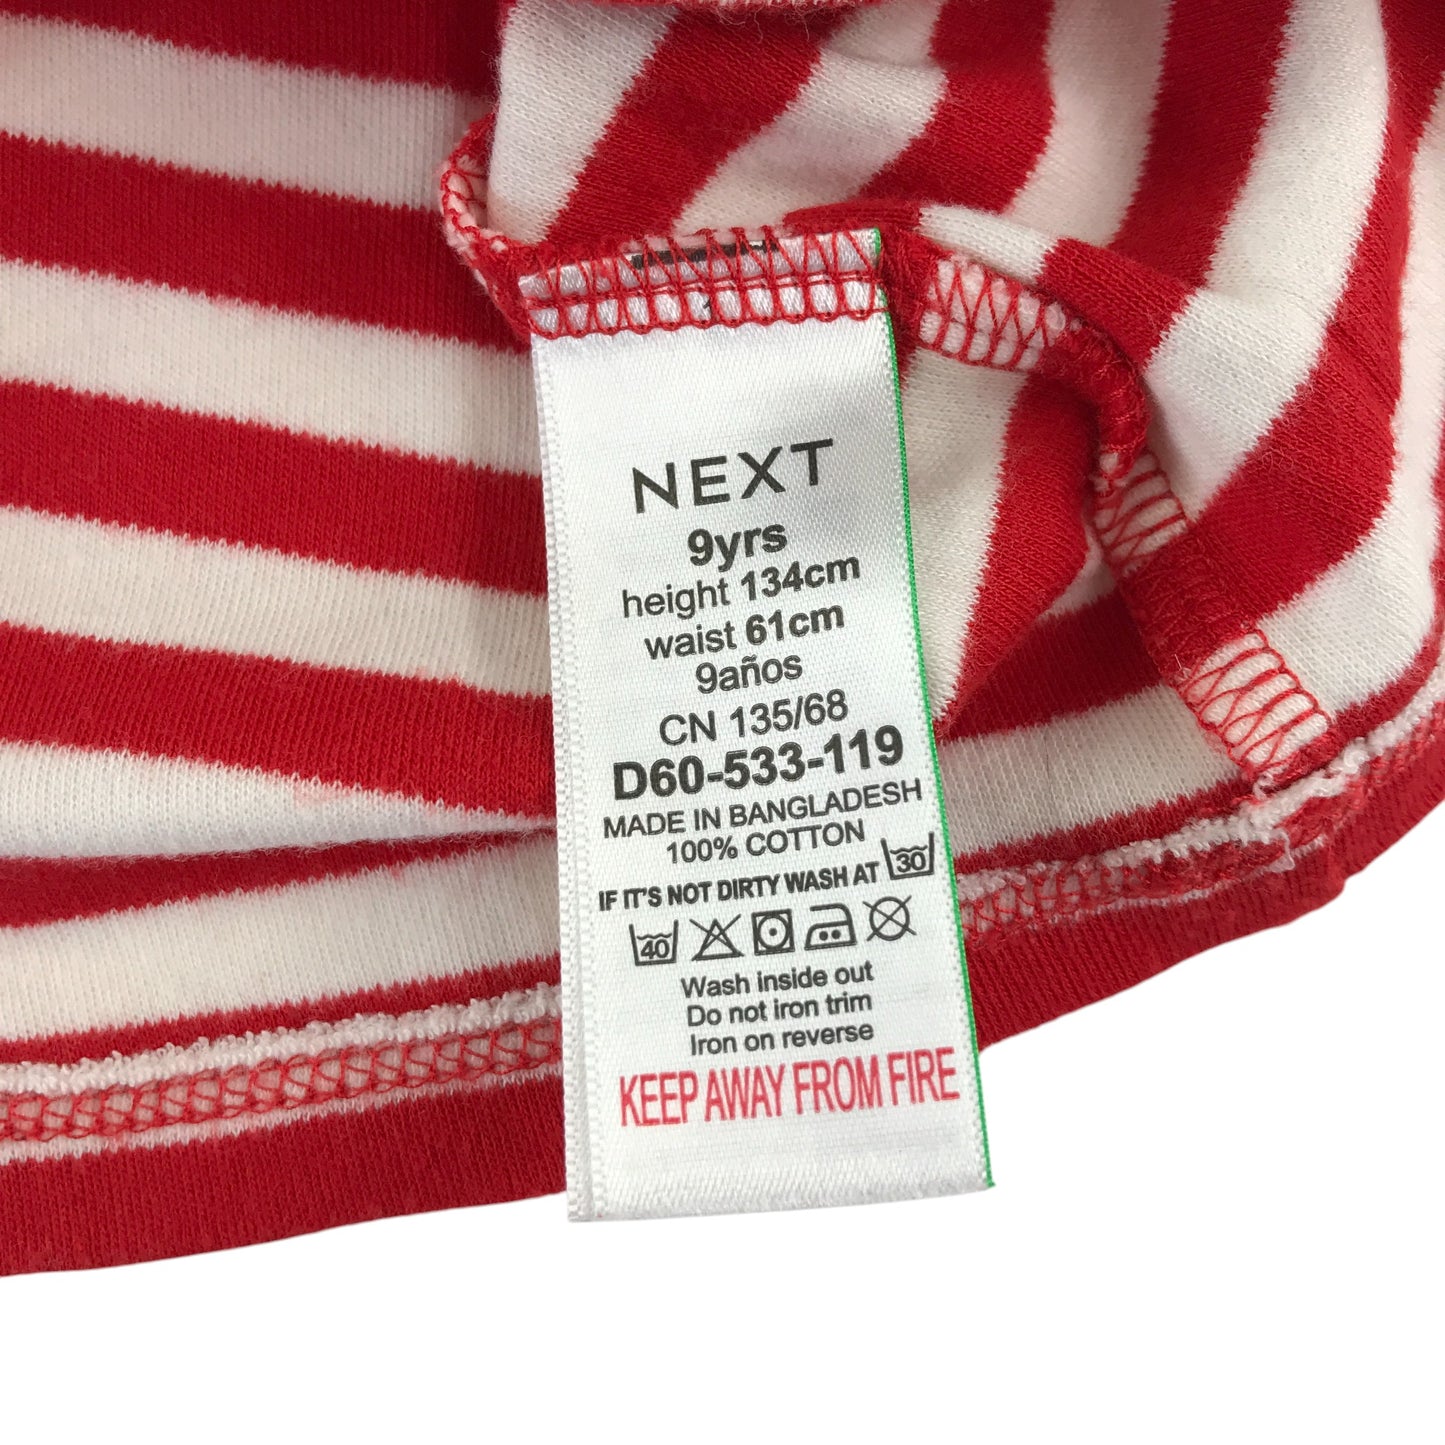 NEXT
9yrs
height 134cm
waist 61cm
9años
CN 135/68
D60-533-119
MADE IN BANGLADESH
100% COTTON
IF IT'S NOT DIRTY WASH AT 30
40
Wash inside out
Do not iron trim
Iron on reverse
KEEP AWAY FROM FIRE